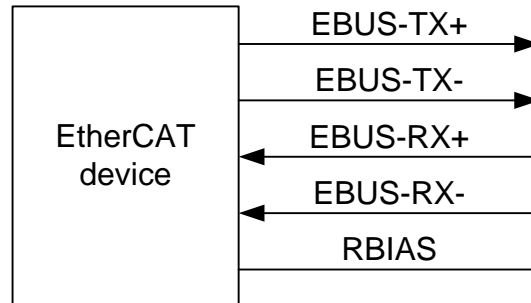 EBUS-TX+
EBUS-TX-
EtherCAT
device
EBUS-RX+
EBUS-RX-
RBIAS